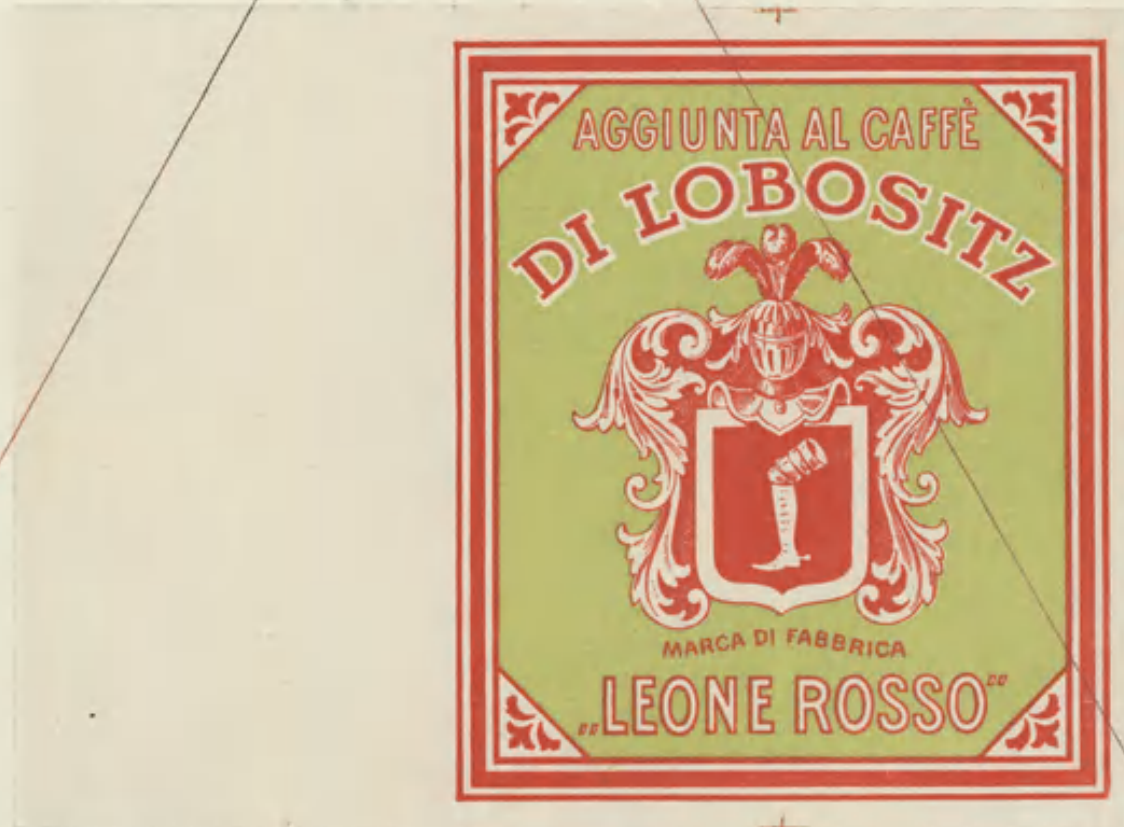 AGGIUNTA AL CAFFÈ
DI LOBOSITZ
MARCA DI FABBRICA
„LEONE ROSSO"